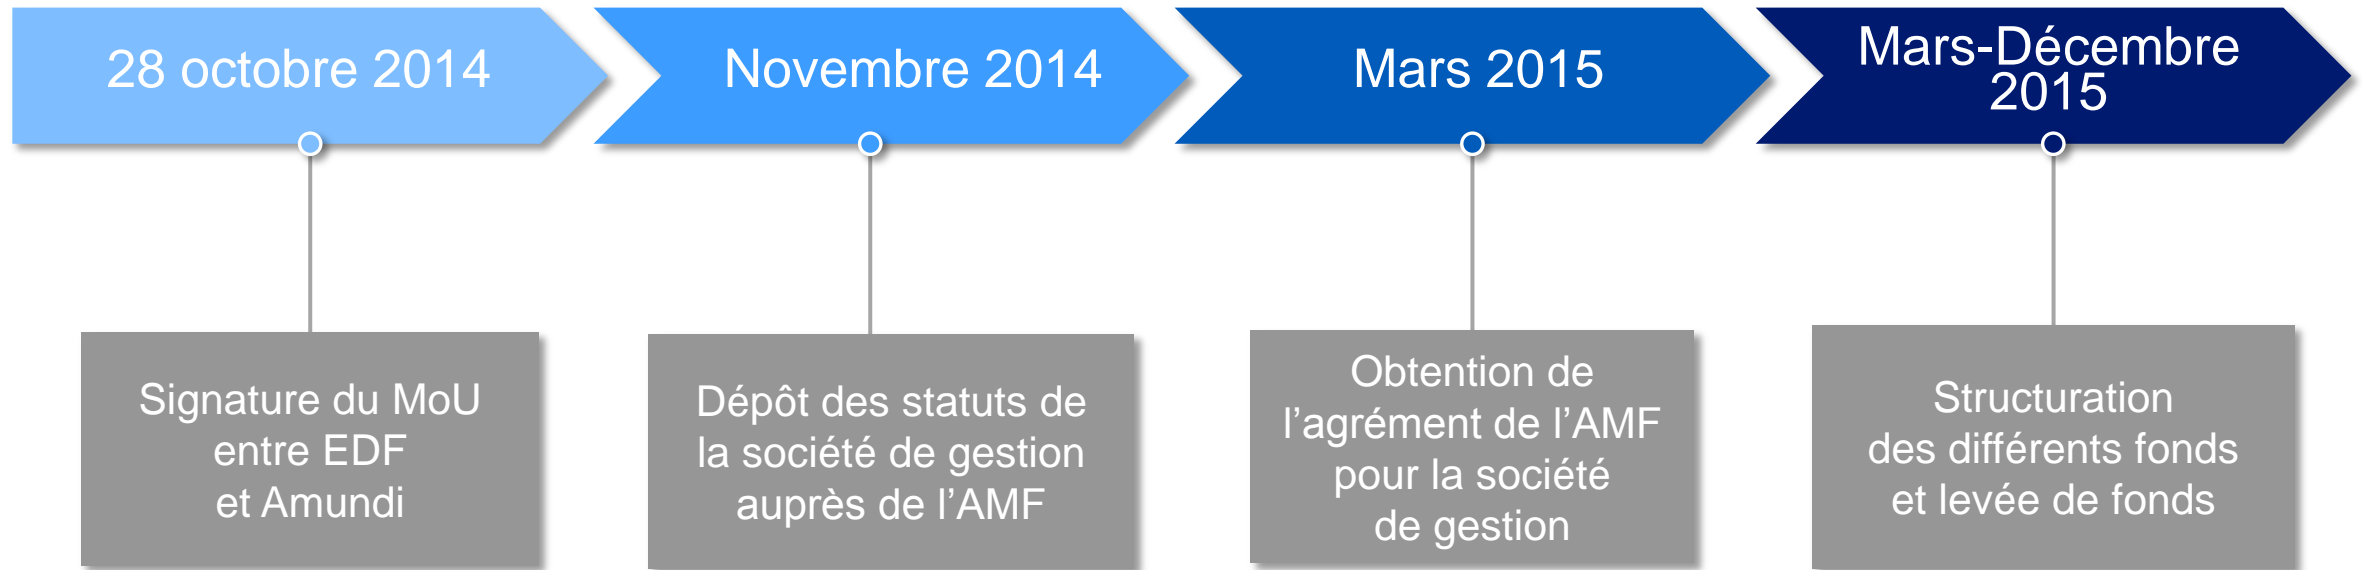 28 octobre 2014
Novembre 2014
Mars 2015
Mars-Décembre
2015
Signature du MoU
entre EDF
et Amundi
Dépôt des statuts de
la société de gestion
auprès de l’AMF
Obtention de
l’agrément de l’AMF
pour la société
de gestion
Structuration
des différents fonds
et levée de fonds